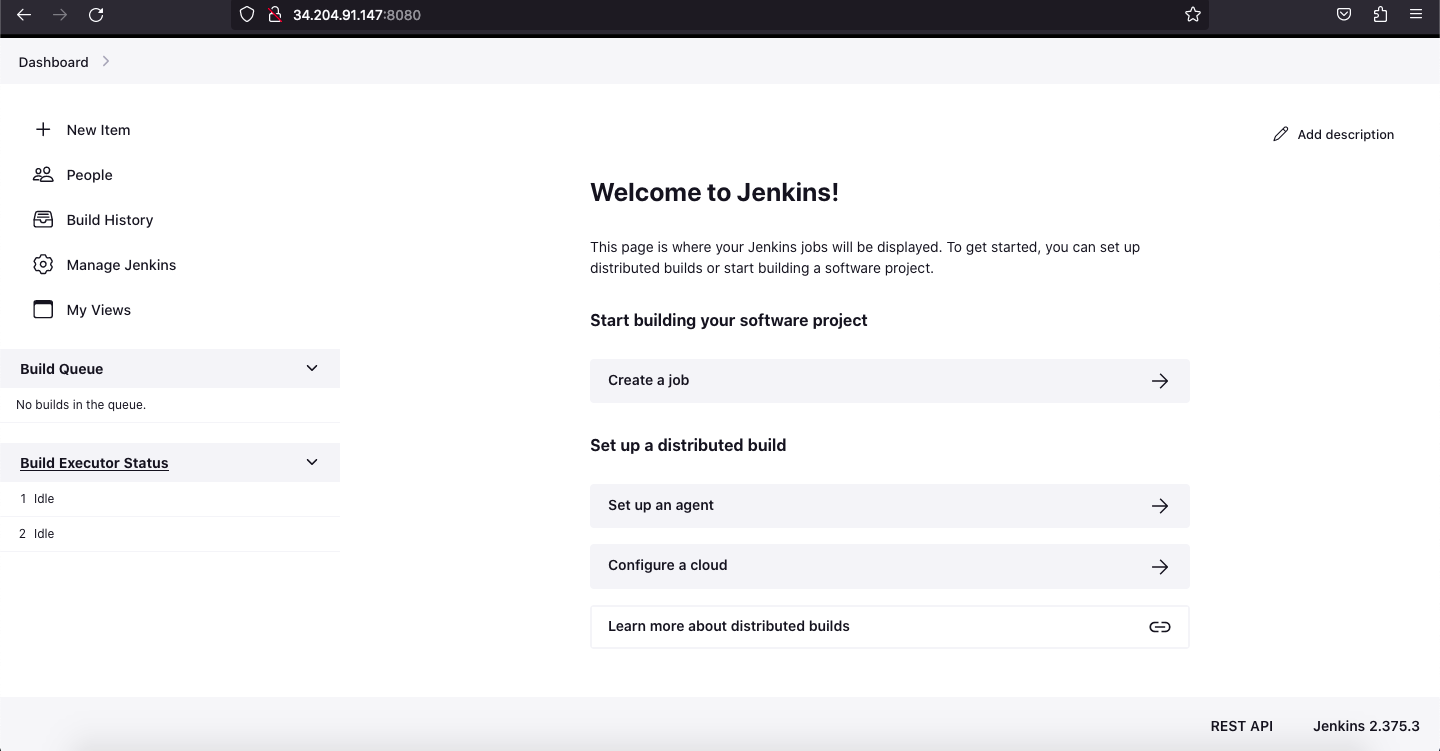 34.204.91.147:8080
Dashboard
New Item
People
Build History
Manage Jenkins
My Views
Build Queue
No builds in the queue.
Build Executor Status
1 Idle
2 Idle
Add description
Welcome to Jenkins!
This page is where your Jenkins jobs will be displayed. To get started, you can set up
distributed builds or start building a software project.
Start building your software project
Create a job
Set up a distributed build
Set up an agent
Configure a cloud
Learn more about distributed builds
REST API
Jenkins 2.375.3